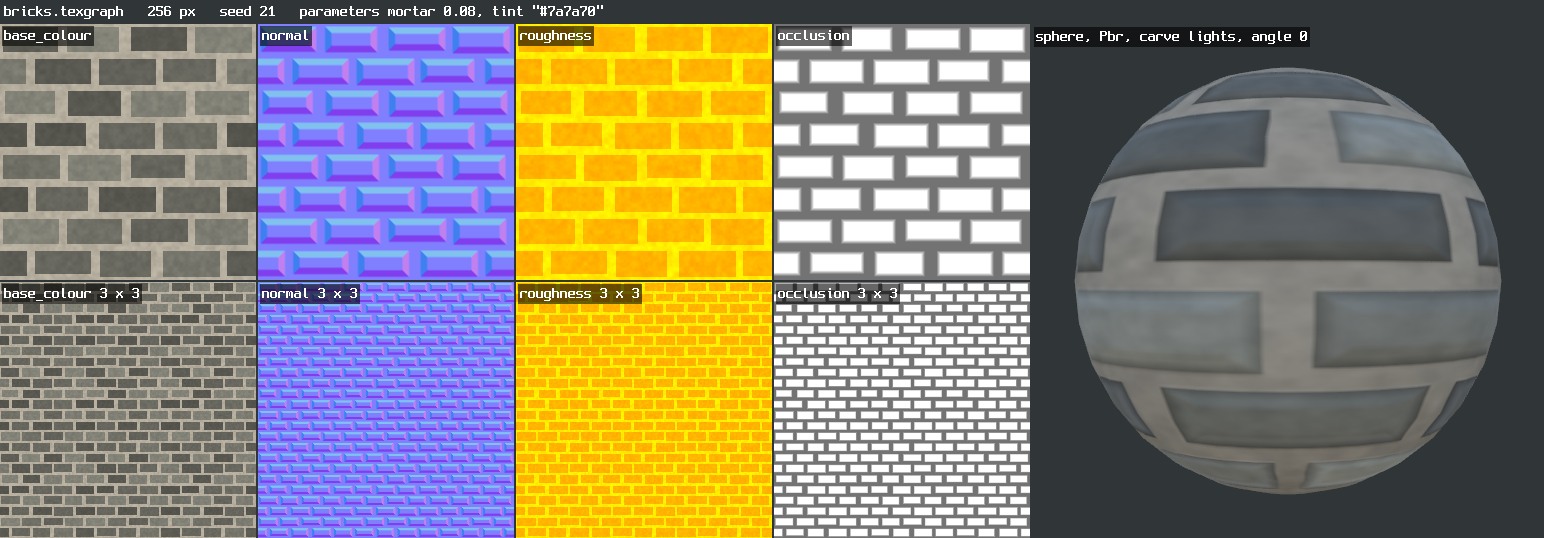 bricks.texgraph 256 px seed 21 parameters mortar 0.08, tint "#7a7a70"
base_colour
normal
roughness
occlusion
sphere, Pbr, carve lights, angle 0
base_colour 3 x 3
normal 3 x 3
roughness 3 x 3
occlusion 3 x 3